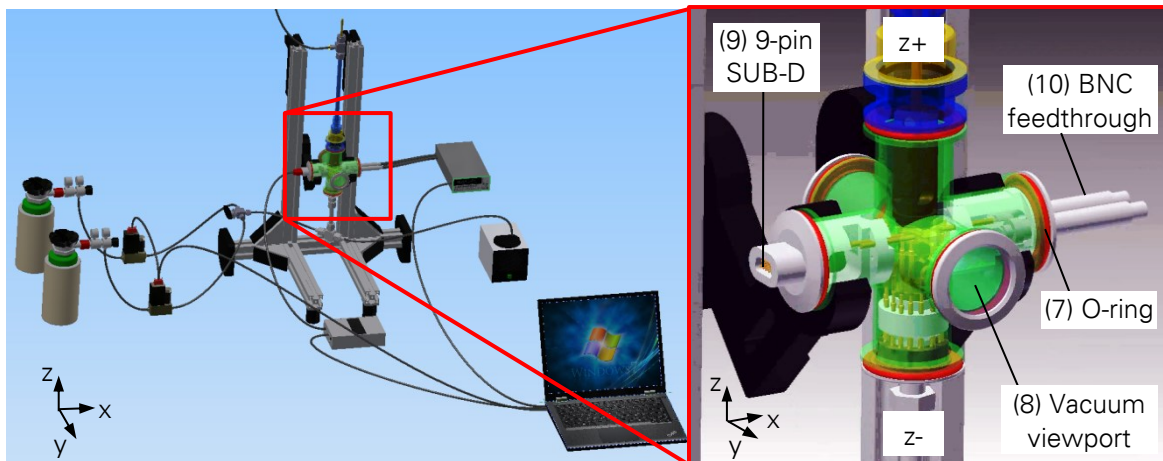 z
x
y
(9) 9-pin
SUB-D
z+
(10) BNC
feedthrough
(7) O-ring
(8) Vacuum
viewport
z-
z
x
y